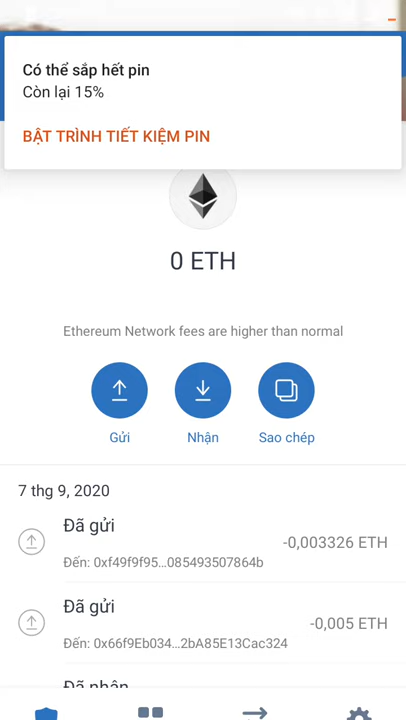 Có thể sắp hết pin
Còn lại 15%
BẬT TRÌNH TIẾT KIỆM PIN
0 ETH
Ethereum Network fees are higher than normal
Gửi
Nhận
Sao chép
7 thg 9, 2020
Đã gửi
-0,003326 ETH
Đến: 0xf49f9f95...085493507864b
Đã gửi
-0,005 ETH
Đến: 0x66f9Eb034...2bA85E13Cac324
Đã nhận